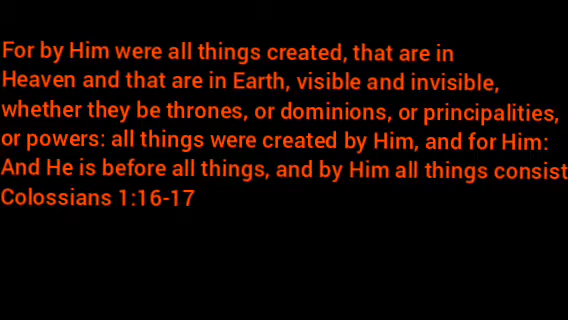 For by Him were all things created, that are in
Heaven and that are in Earth, visible and invisible,
whether they be thrones, or dominions, or principalities,
or powers: all things were created by Him, and for Him:
And He is before all things, and by Him all things consist
Colossians 1:16-17